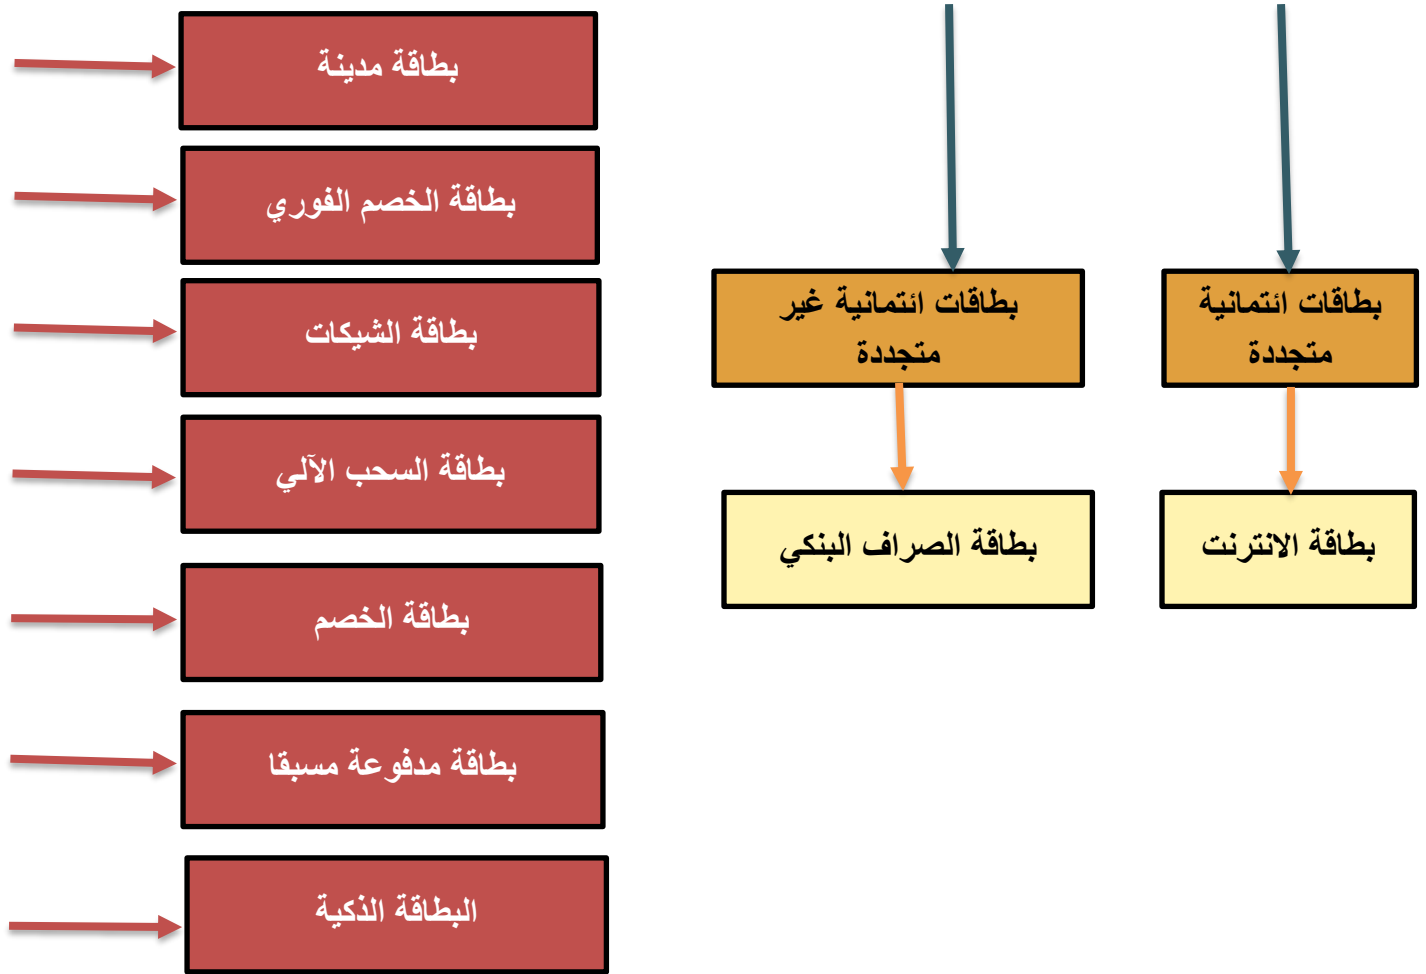 بطاقات ائتمانية
متجددة
بطاقات ائتمانية غير
متجددة
بطاقة الانترنت
بطاقة الصراف البنكي
بطاقة مدينة
بطاقة الخصم الفوري
بطاقة الشيكات
بطاقة السحب الآلي
بطاقة الخصم
بطاقة مدفوعة مسبقا
البطاقة الذكية